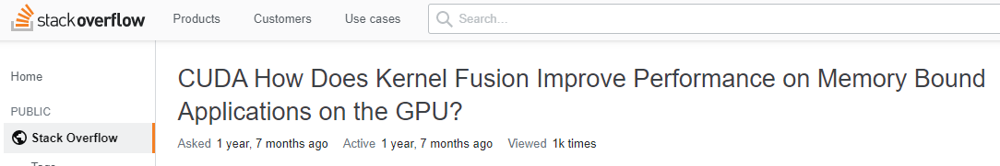 stackoverflow Products Customers Use cases Search...
Home
CUDA How Does Kernel Fusion Improve Performance on Memory Bound
Applications on the GPU?
PUBLIC
Stack Overflow
Asked 1 year, 7 months ago Active 1 year, 7 months ago Viewed 1k times